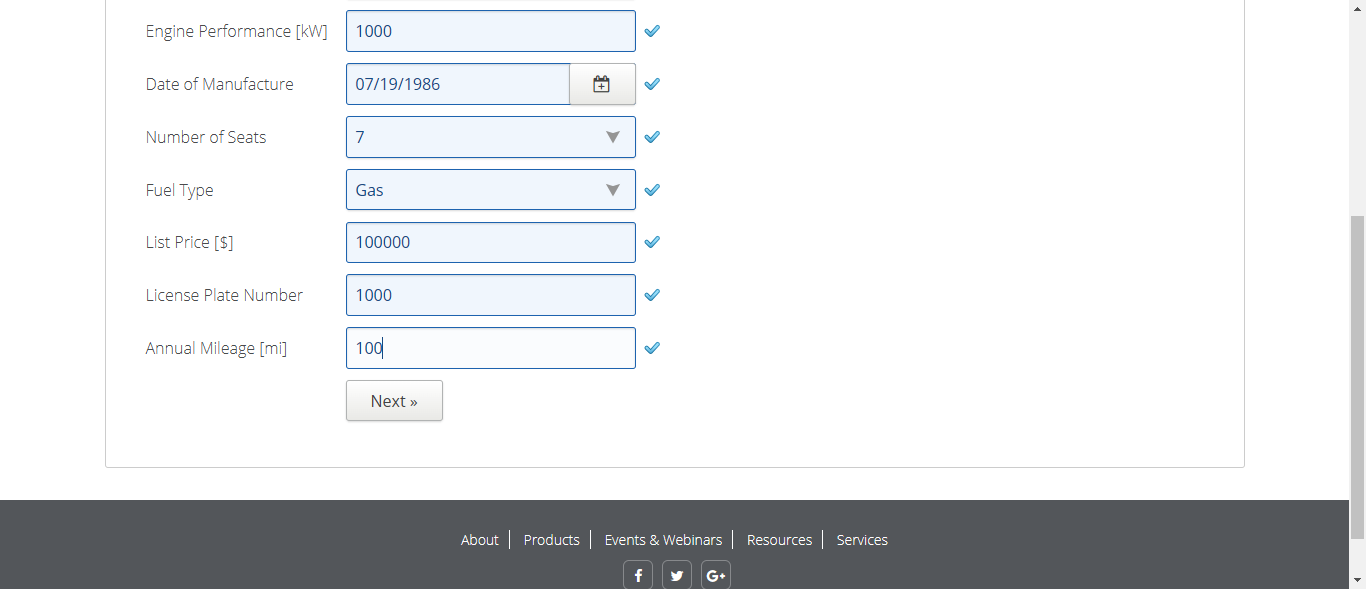 Engine Performance [kW] 1000
Date of Manufacture 07/19/1986
Number of Seats 7
Fuel Type Gas
List Price [$] 100000
License Plate Number 1000
Annual Mileage [mi] 100
Next »
About Products Events & Webinars Resources Services
f G+